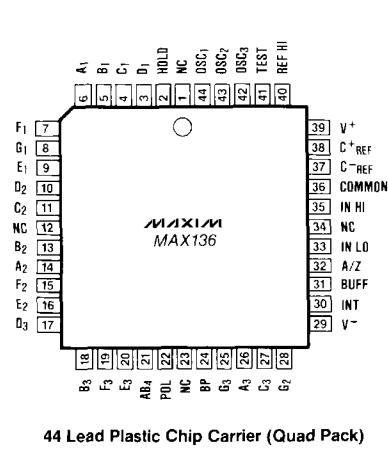 A1 B1 C1 D1 HOLD NC OSC1 OSC2 OSC3 TEST REF HI
6 5 4 3 2 1 44 43 42 41 40
F1 7
G1 8
E1 9
D2 10
C2 11
NC 12
B2 13
A2 14
F2 15
E2 16
D3 17
MAXIM
MAX136
39 V+
38 C+REF
37 C-REF
36 COMMON
35 IN HI
34 NC
33 IN LO
32 A/Z
31 BUFF
30 INT
29 V-
18 19 20 21 22 23 24 25 26 27 28
B3 F3 E3 AB4 POL NC BP G3 A3 C3 G2
44 Lead Plastic Chip Carrier (Quad Pack)